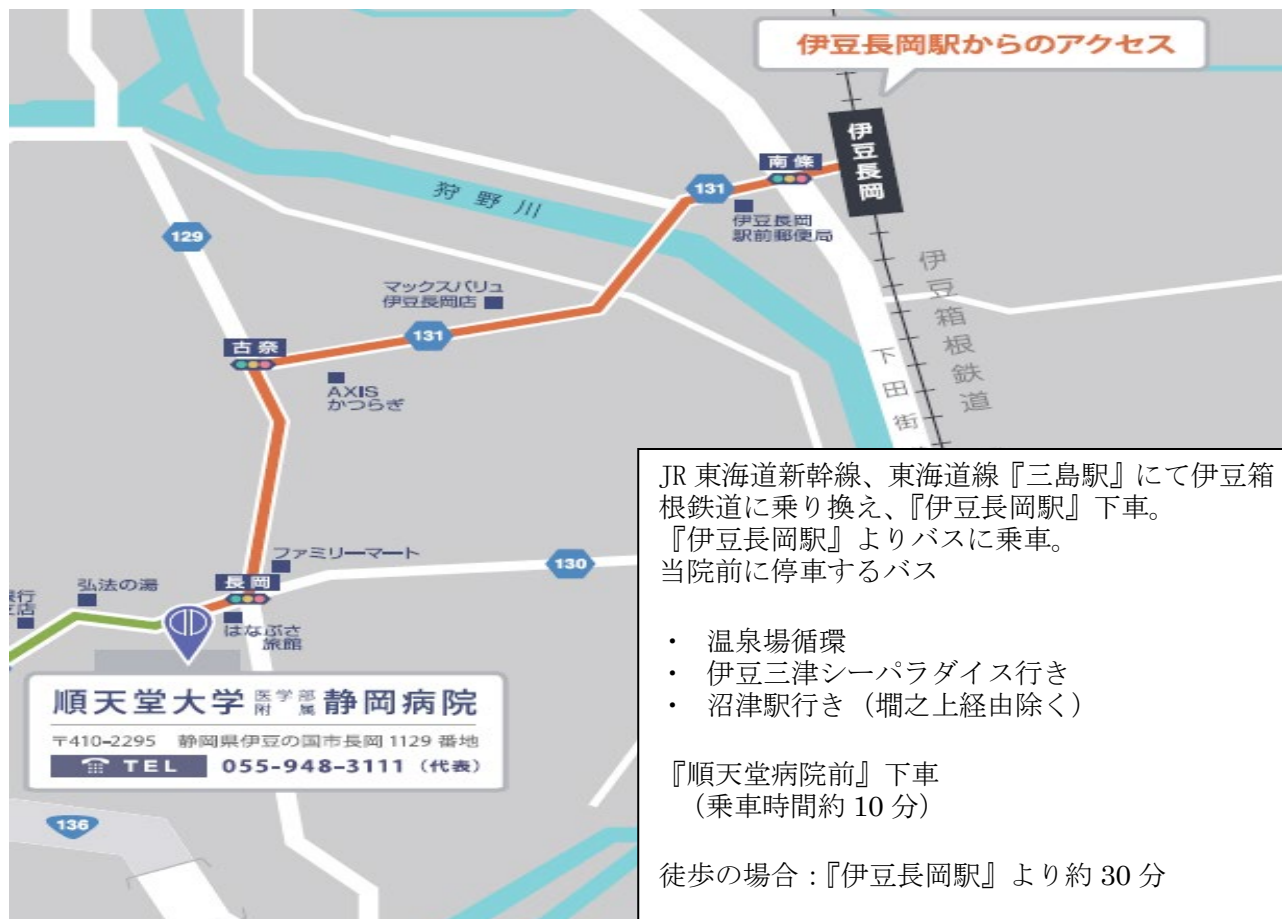 伊豆長岡駅からのアクセス
伊豆長岡
南條
131
狩野川
伊豆長岡
駅前郵便局
129
マックスバリュ
伊豆長岡店
131
古奈
AXIS
かつらぎ
伊豆箱根鉄道
下田街
ファミリーマート
130
長岡
弘法の湯
行
店
はなぶさ
旅館
順天堂大学 医学部附属 静岡病院
〒410-2295 静岡県伊豆の国市長岡1129番地
TEL 055-948-3111（代表）
136
JR 東海道新幹線、東海道線『三島駅』にて伊豆箱
根鉄道に乗り換え、『伊豆長岡駅』下車。
『伊豆長岡駅』よりバスに乗車。
当院前に停車するバス
・ 温泉場循環
・ 伊豆三津シーパラダイス行き
・ 沼津駅行き（墹之上経由除く）
『順天堂病院前』下車
（乗車時間約 10 分）
徒歩の場合：『伊豆長岡駅』より約 30 分